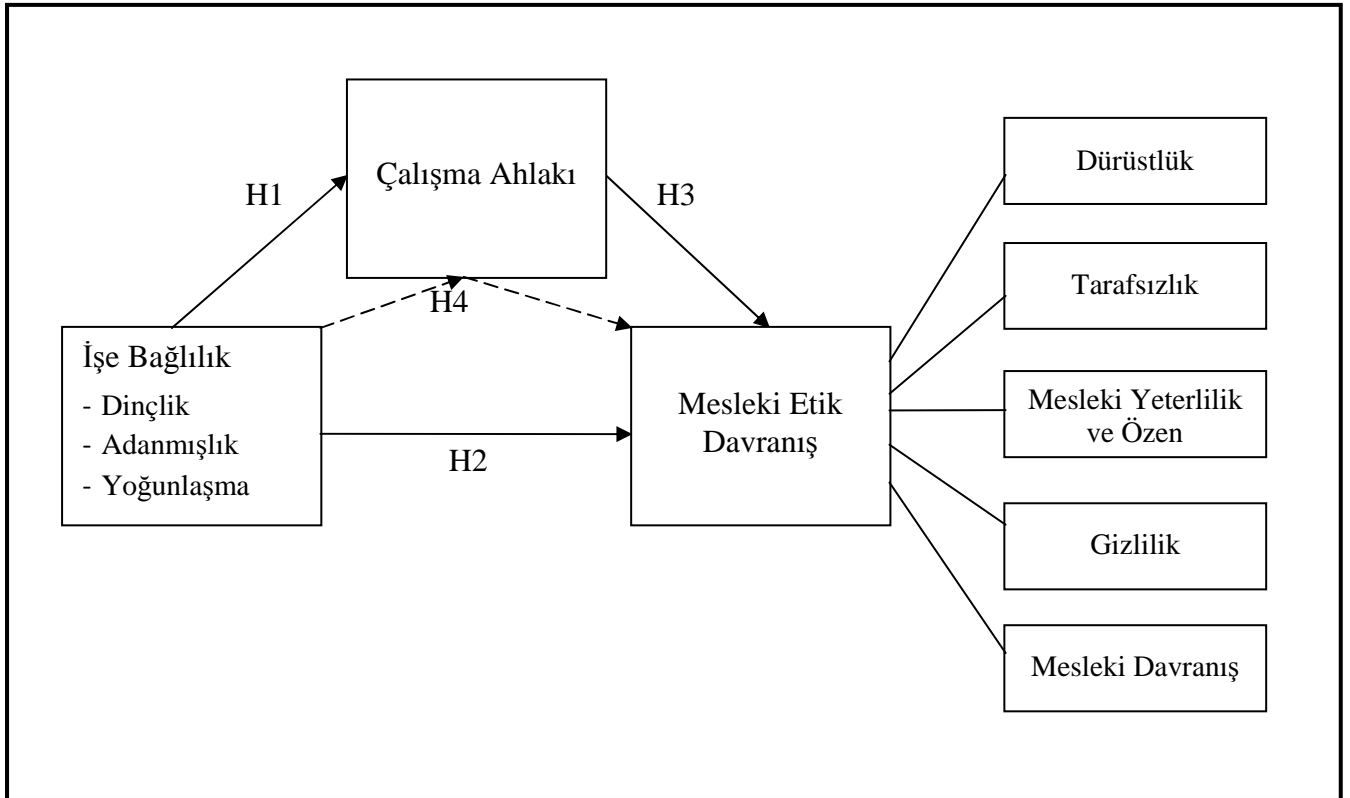 Çalışma Ahlakı
H1
H3
H4
İşe Bağlılık
- Dinçlik
- Adanmışlık
- Yoğunlaşma
H2
Mesleki Etik
Davranış
Dürüstlük
Tarafsızlık
Mesleki Yeterlilik
ve Özen
Gizlilik
Mesleki Davranış